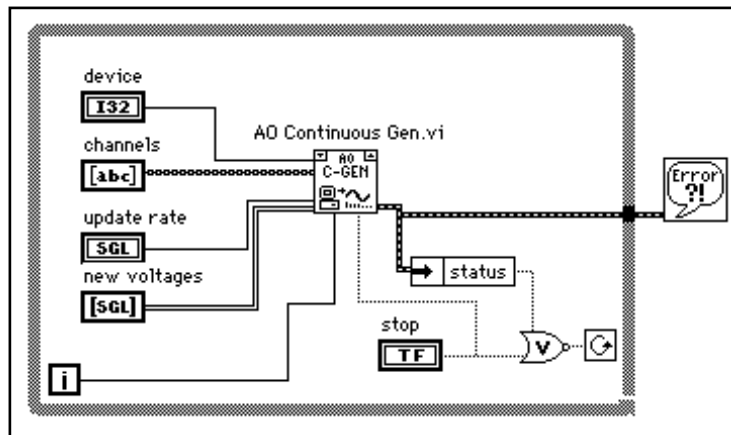 device
I32
channels
[abc]
AO Continuous Gen.vi
AO
C-GEN
Error
?!
update rate
SGL
new voltages
[SGL]
status
stop
TF
V
i